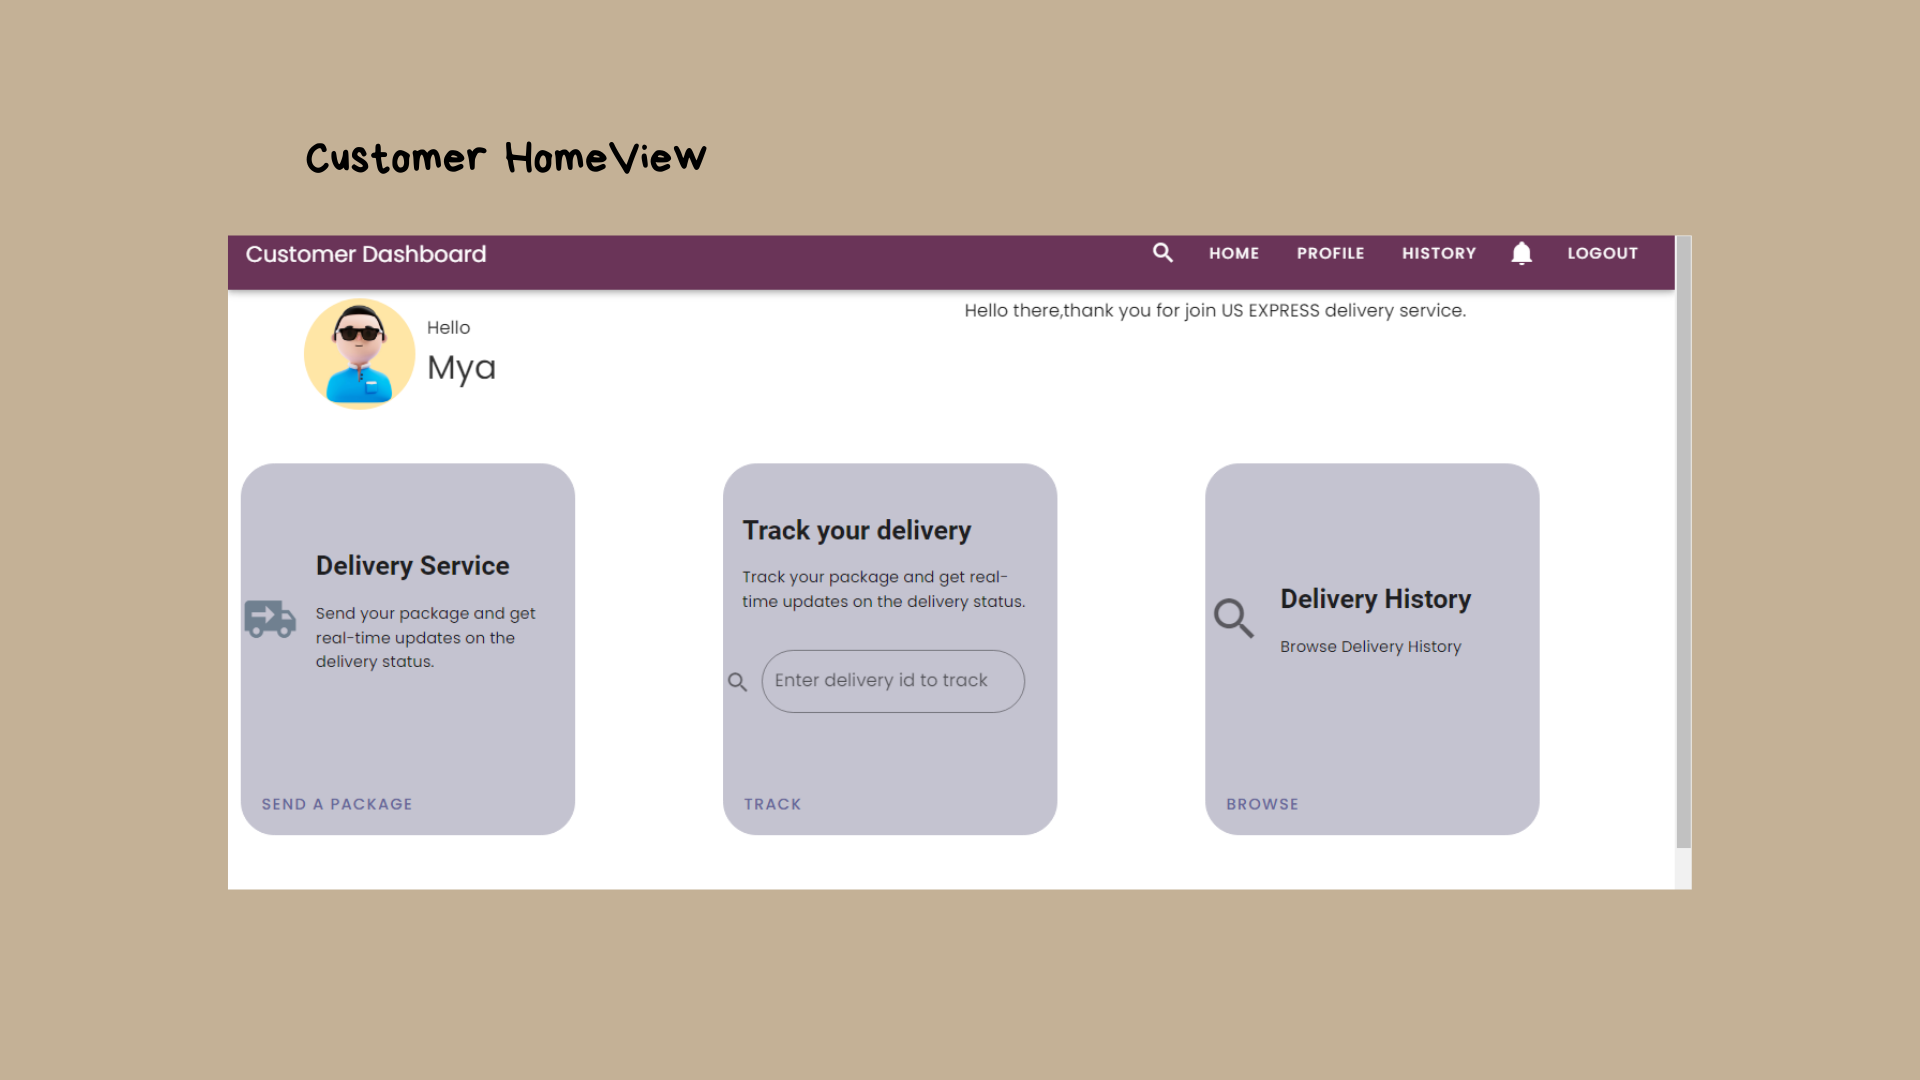 Customer HomeView
Customer Dashboard
HOME
PROFILE
HISTORY
LOGOUT
Hello
Mya
Hello there,thank you for join US EXPRESS delivery service.
Delivery Service
Send your package and get
real-time updates on the
delivery status.
SEND A PACKAGE
Track your delivery
Track your package and get real-
time updates on the delivery status.
Enter delivery id to track
TRACK
Delivery History
Browse Delivery History
BROWSE